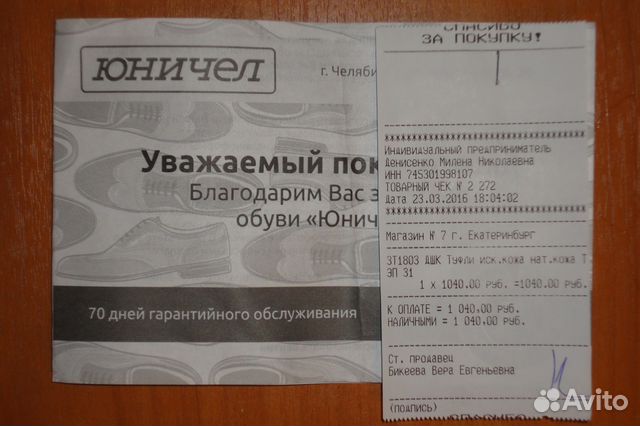 ЮНИЧЕЛ
г. Челяби
Уважаемый пок
Благодарим Вас з
обуви «Юнич
70 дней гарантийного обслуживания
СПАСИБО
ЗА ПОКУПКУ!
Индивидуальный предприниматель
Денисенко Милена Николаевна
ИНН 745301998107
ТОВАРНЫЙ ЧЕК № 2 272
Дата 23.03.2016 18:04:02
Магазин № 7 г. Екатеринбург
3Т1803 ДШК Туфли иск.кожа нат.кожа Т
ЭП 31
1 x 1040.00 руб. =1040.00 руб.
К ОПЛАТЕ = 1 040.00 руб.
НАЛИЧНЫМИ = 1 040.00 руб.
Ст. продавец
Бикеева Вера Евгеньевна
(подпись)
СПАСИБО
Avito